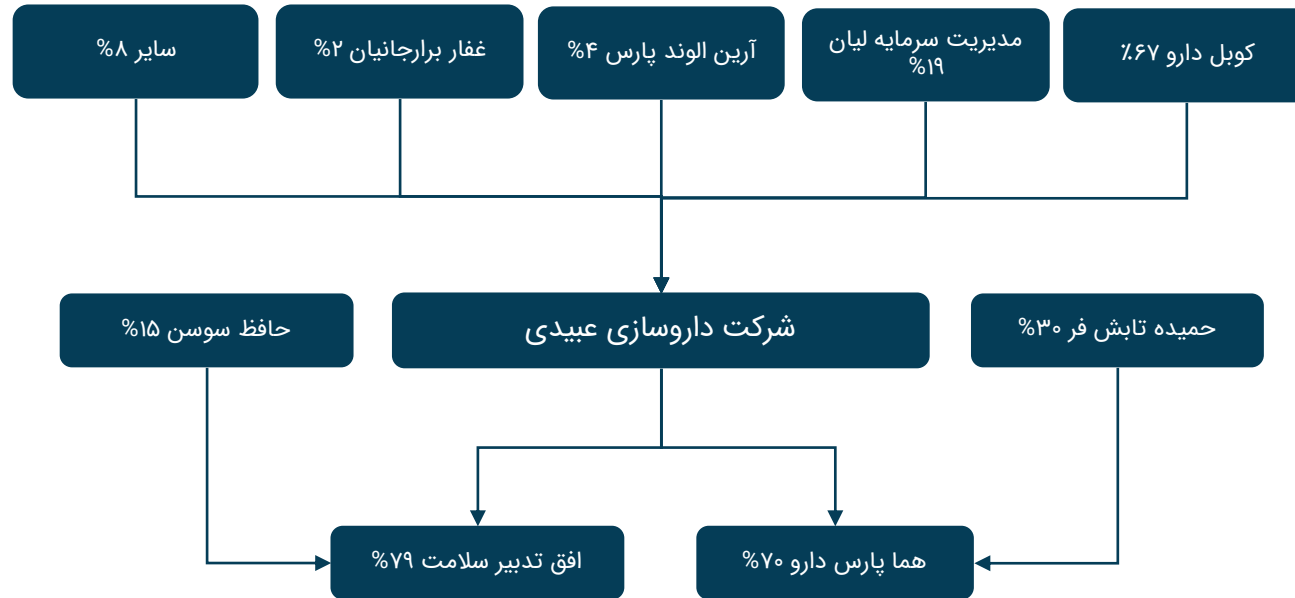 کوبل دارو ۶۷٪
مدیریت سرمایه لیان
۱۹%
آرین الوند پارس ۴%
غفار برارجانیان ۲%
سایر ۸%
حمیده تابش فر ۳۰%
شرکت داروسازی عبیدی
حافظ سوسن ۱۵%
هما پارس دارو ۷۰%
افق تدبیر سلامت ۷۹%